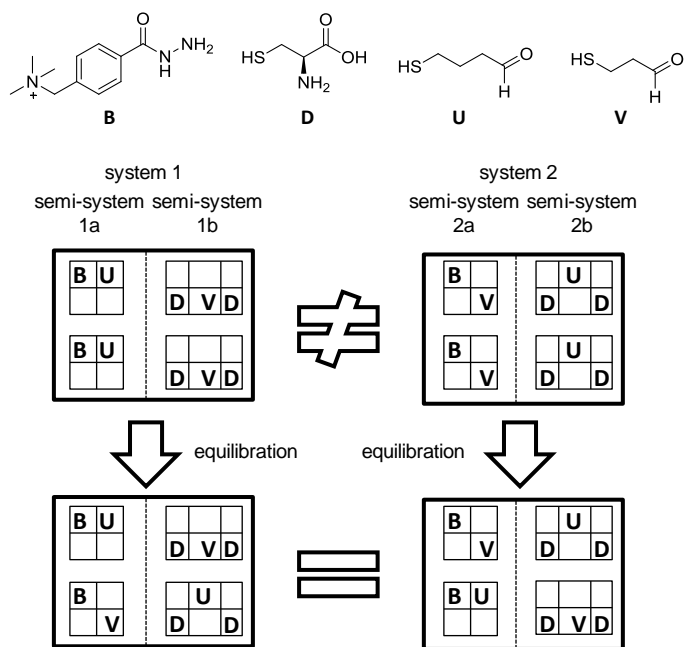 O
NH2
N
H
N
+
B
O
HS
OH
NH2
D
HS
O
H
U
HS
O
H
V
system 1
system 2
semi-system semi-system
semi-system semi-system
1a 1b
2a 2b
B U
D V D
B
V
U
D D
B U
D V D
B
V
U
D D
equilibration
equilibration
B U
D V D
B
V
U
D D
B
V
U
D D
B U
D V D